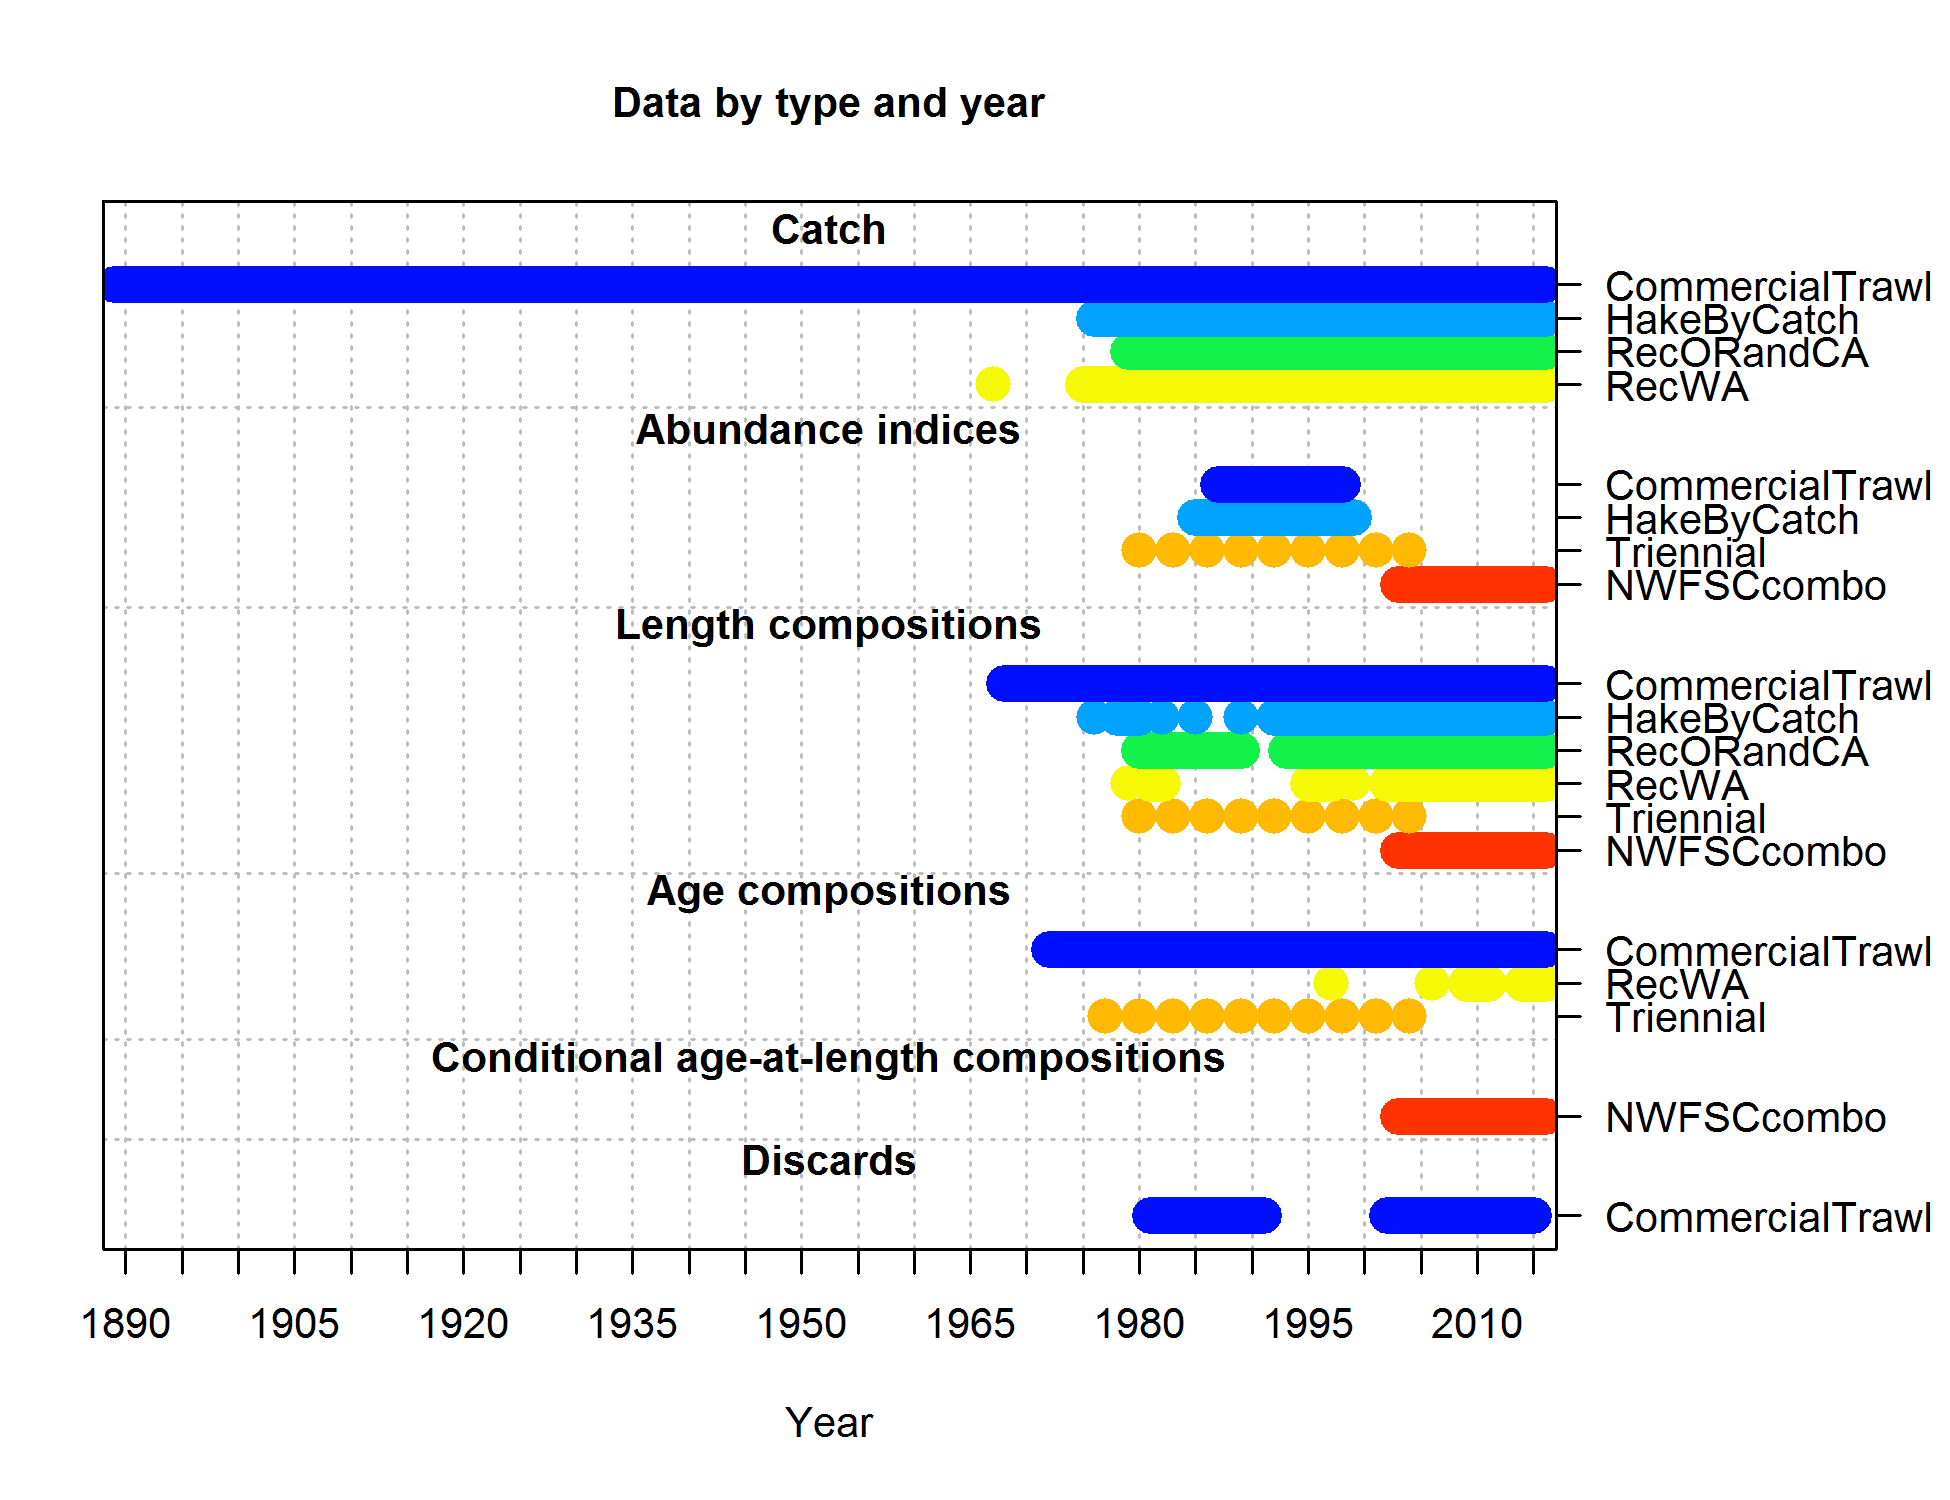 Data by type and year
Catch
CommercialTrawl
HakeByCatch
RecORandCA
RecWA
Abundance indices
CommercialTrawl
HakeByCatch
Triennial
NWFSCcombo
Length compositions
CommercialTrawl
HakeByCatch
RecORandCA
RecWA
Triennial
NWFSCcombo
Age compositions
CommercialTrawl
RecWA
Triennial
Conditional age-at-length compositions
NWFSCcombo
Discards
CommercialTrawl
1890 1905 1920 1935 1950 1965 1980 1995 2010
Year